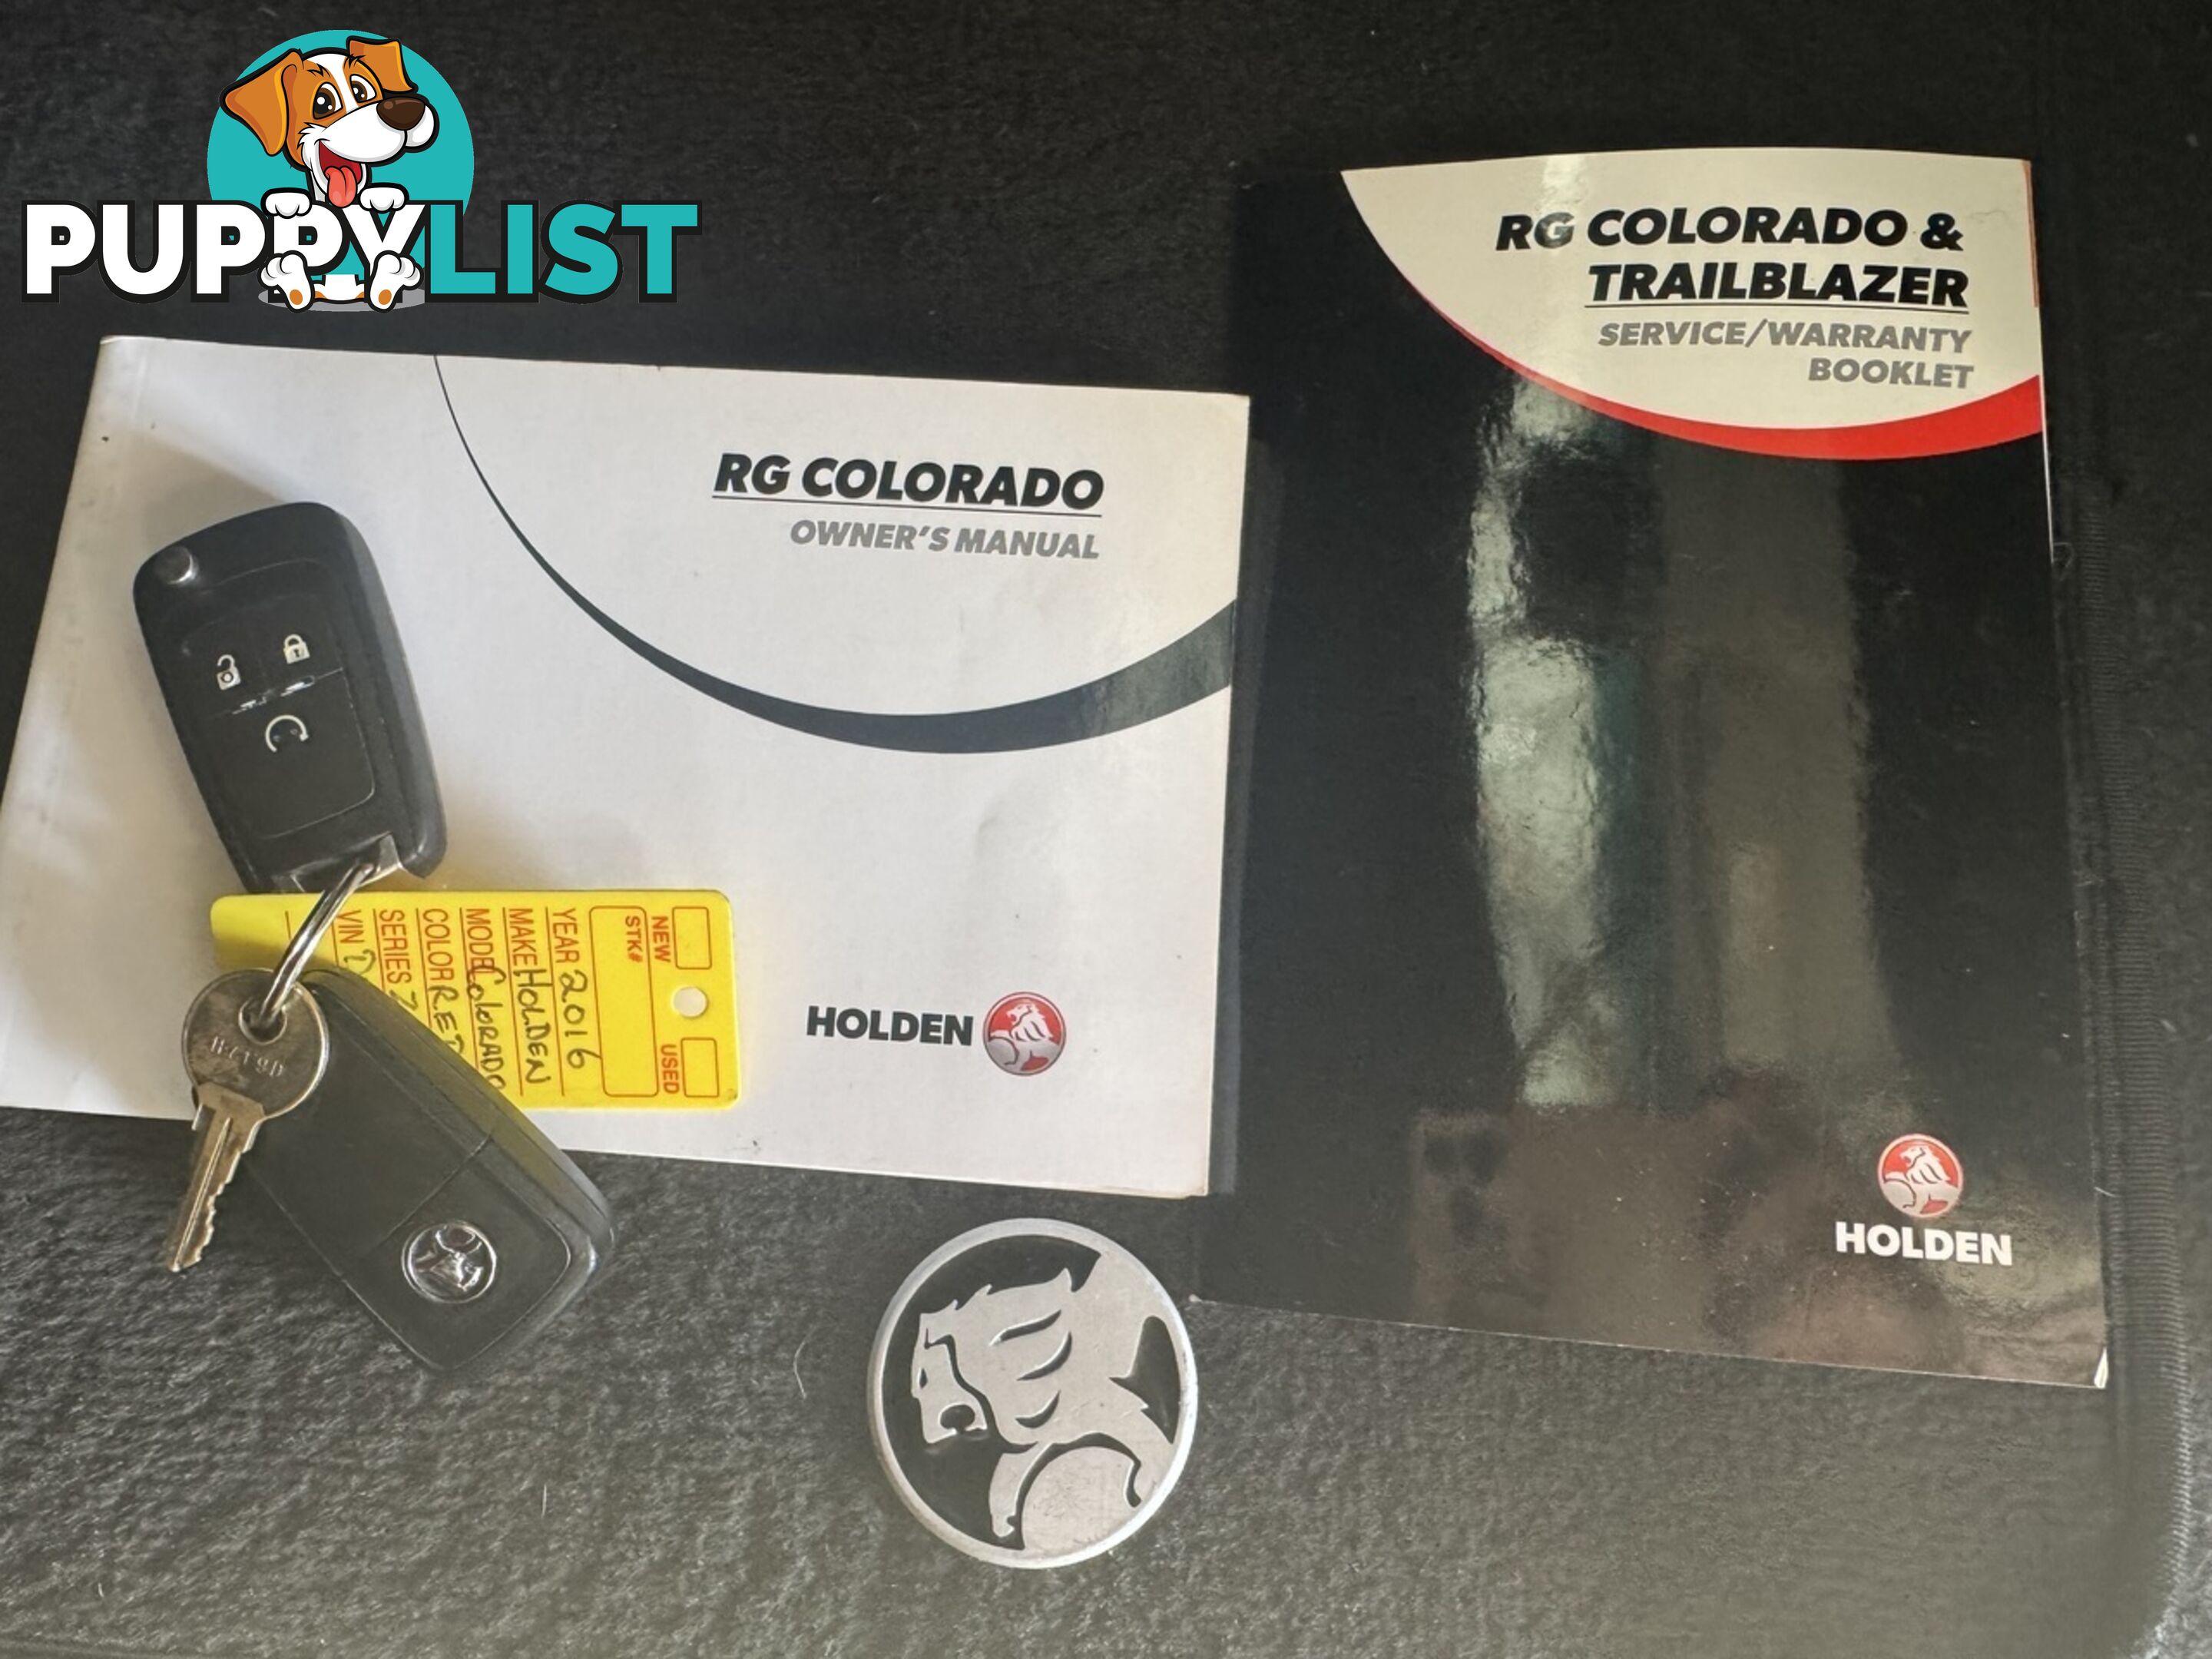 PUPPYLIST
RG COLORADO &
TRAILBLAZER
SERVICE/WARRANTY
BOOKLET
RG COLORADO
OWNER'S MANUAL
NEW
USED
STK#
YEAR 2016
MAKE HOLDEN
MODEL Colorado
COLOR RED
SERIES
VIN
HOLDEN
HOLDEN